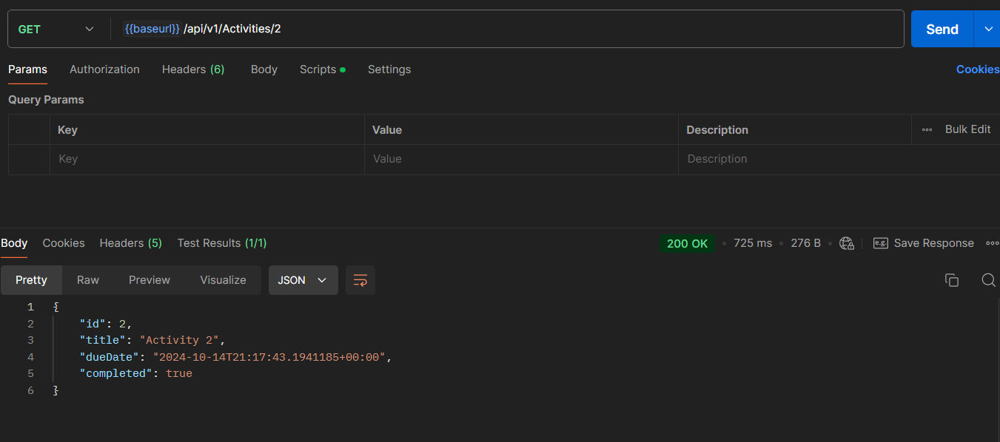 GET {{baseurl}} /api/v1/Activities/2 Send
Params Authorization Headers (6) Body Scripts Settings Cookies
Query Params
Key Value Description Bulk Edit
Key Value Description
Body Cookies Headers (5) Test Results (1/1) 200 OK 725 ms 276 B e.g. Save Response
Pretty Raw Preview Visualize JSON
1 {
2 "id": 2,
3 "title": "Activity 2",
4 "dueDate": "2024-10-14T21:17:43.1941185+00:00",
5 "completed": true
6 }